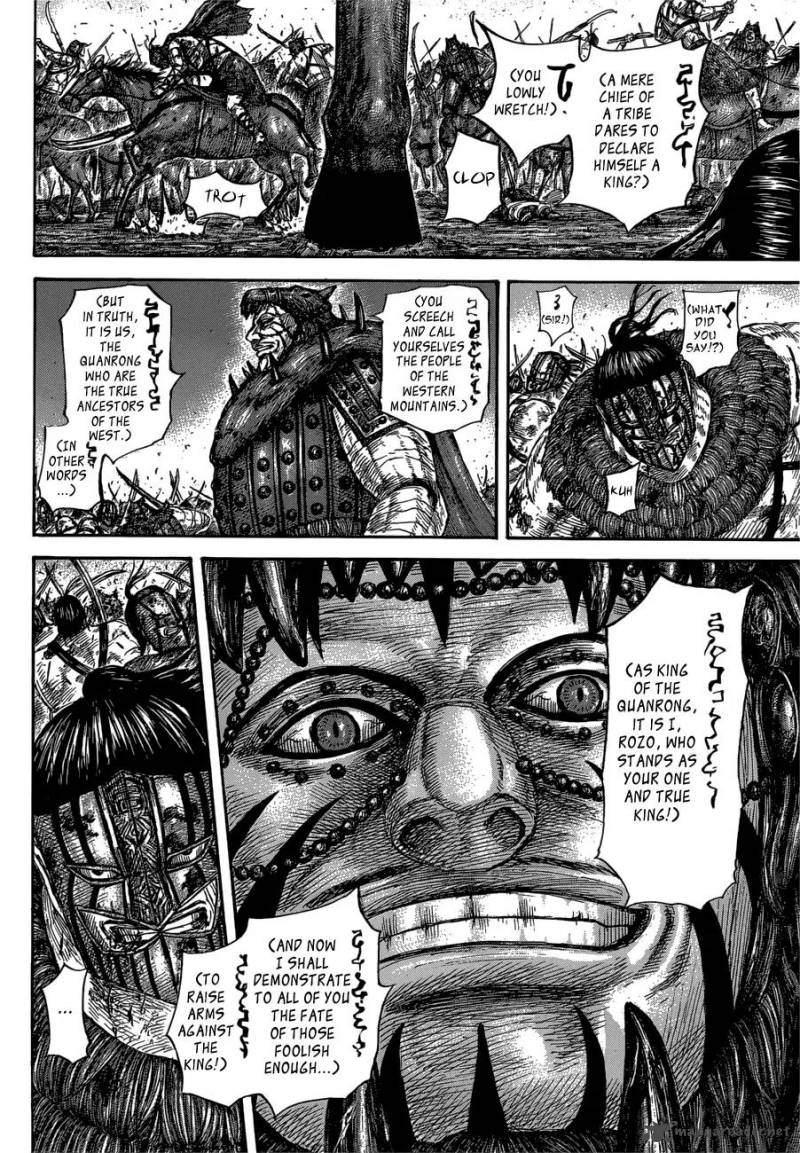 (A MERE
CHIEF OF
A TRIBE
DARES TO
DECLARE
HIMSELF A
KING?)
(YOU
LOWLY
WRETCH!)
CLOP
TROT
(WHAT
DID
YOU
SAY!?)
(SIR!)
KUH
(YOU
SCREECH
AND CALL
YOURSELVES
THE PEOPLE
OF THE
WESTERN
MOUNTAINS.)
(BUT
IN TRUTH,
IT IS US,
THE
QUANRONG
WHO ARE
THE TRUE
ANCESTORS
OF THE
WEST.)
(IN
OTHER
WORDS
...)
(AS KING
OF THE
QUANRONG,
IT IS I,
ROZO, WHO
STANDS AS
YOUR ONE
AND TRUE
KING!)
(AND NOW
I SHALL
DEMONSTRATE
TO ALL OF YOU
THE FATE
OF THOSE
FOOLISH
ENOUGH...)
(TO
RAISE
ARMS
AGAINST
THE
KING!)
...